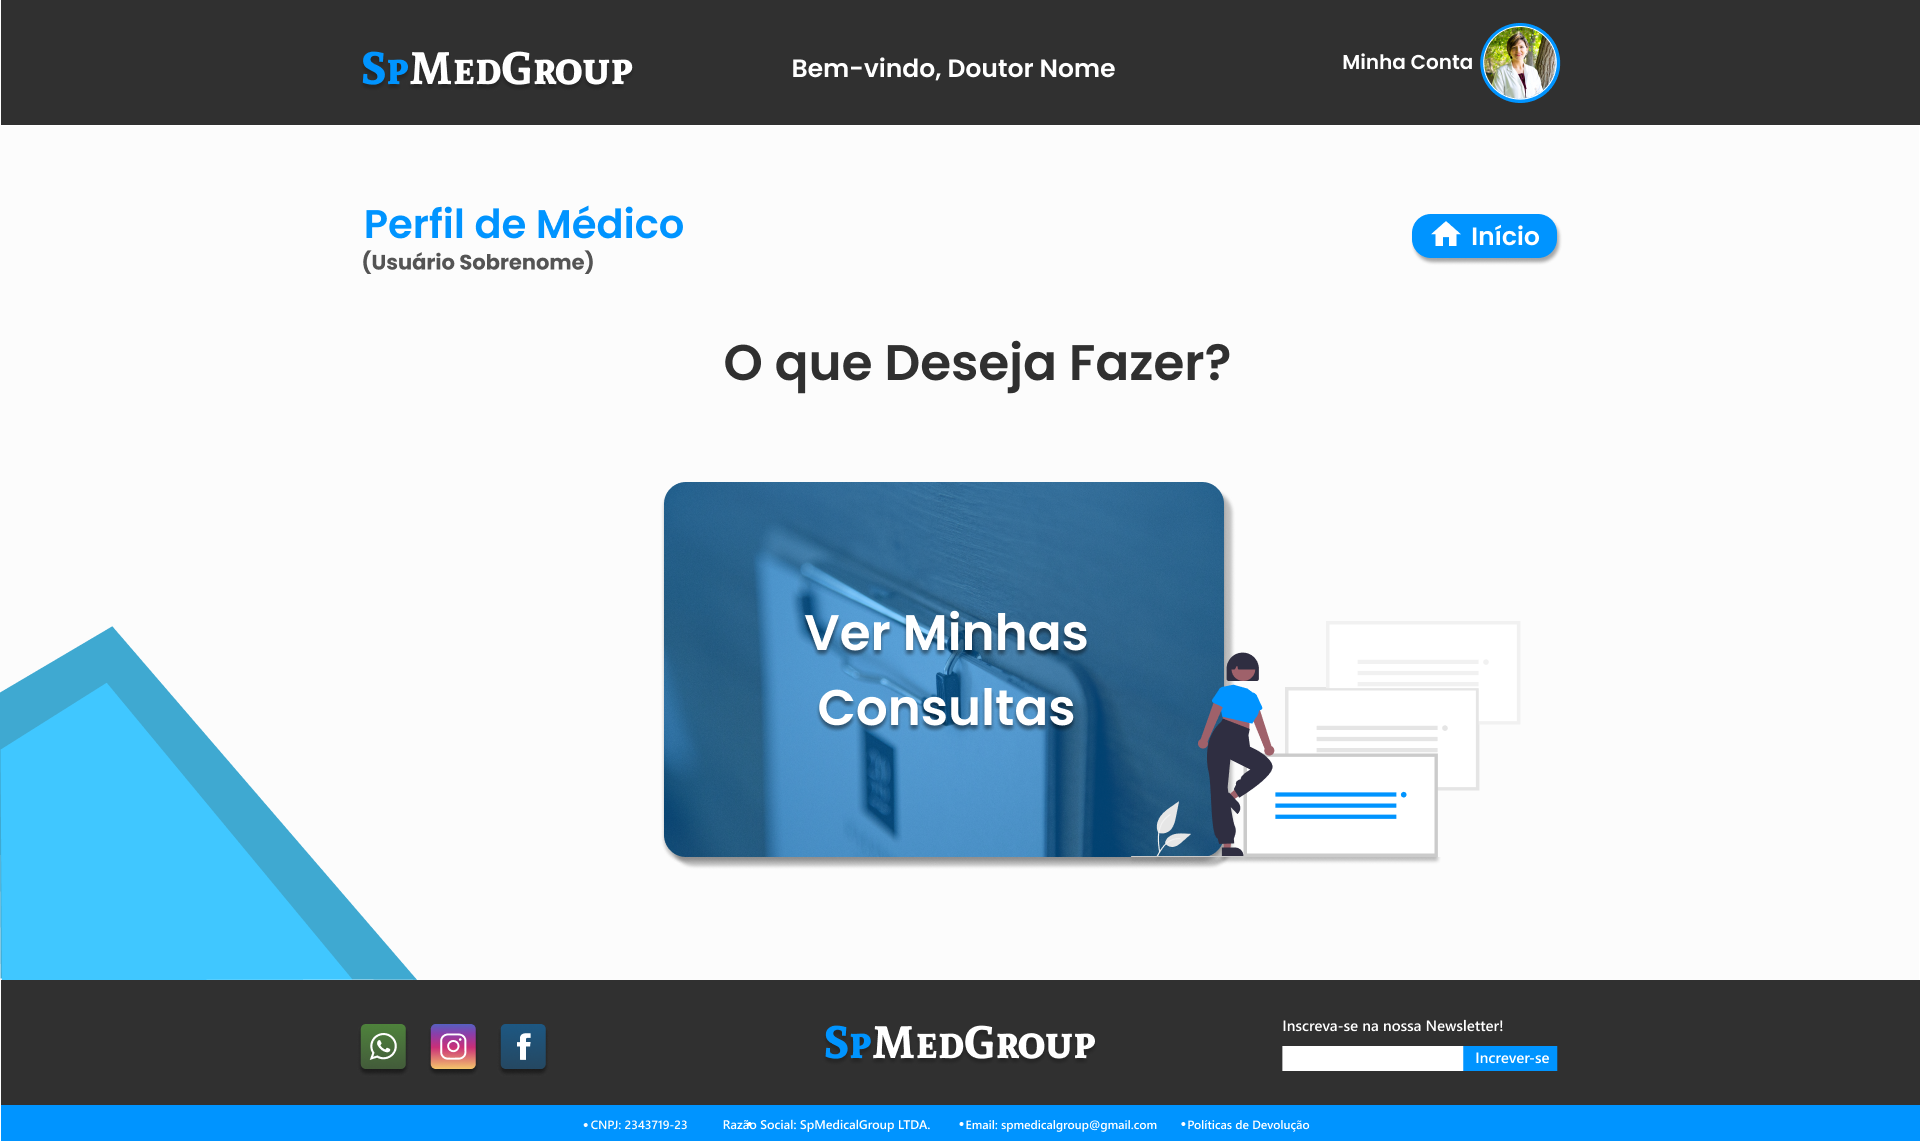 SpMedGroup
Bem-vindo, Doutor Nome
Minha Conta
Perfil de Médico
(Usuário Sobrenome)
Início
O que Deseja Fazer?
Ver Minhas
Consultas
SpMedGroup
Inscreva-se na nossa Newsletter!
Increver-se
• CNPJ: 2343719-23
• Razão Social: SpMedicalGroup LTDA.
• Email: spmedicalgroup@gmail.com
• Políticas de Devolução